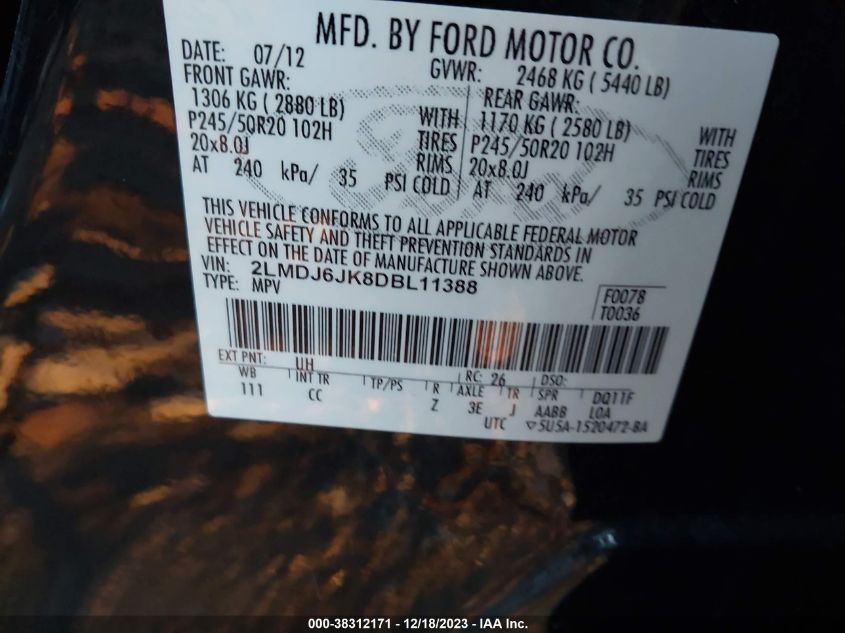 MFD. BY FORD MOTOR CO.
DATE: 07/12 GVWR: 2468 KG ( 5440 LB)
FRONT GAWR: REAR GAWR:
1306 KG ( 2880 LB) WITH 1170 KG ( 2580 LB) WITH
P245/50R20 102H TIRES P245/50R20 102H TIRES
20x8.0J RIMS 20x8.0J RIMS
AT 240 kPa/ 35 PSI COLD AT 240 kPa/ 35 PSI COLD
THIS VEHICLE CONFORMS TO ALL APPLICABLE FEDERAL MOTOR
VEHICLE SAFETY AND THEFT PREVENTION STANDARDS IN
EFFECT ON THE DATE OF MANUFACTURE SHOWN ABOVE.
VIN: 2LMDJ6JK8DBL11388
TYPE: MPV
F0078
T0036
EXT PNT: UH RC: 26 DSO:
WB INT TR TP/PS R AXLE TR SPR DQ11F
111 CC Z 3E J AABB LOA
UTC ▽5U5A-1520472-BA
000-38312171 - 12/18/2023 - IAA Inc.